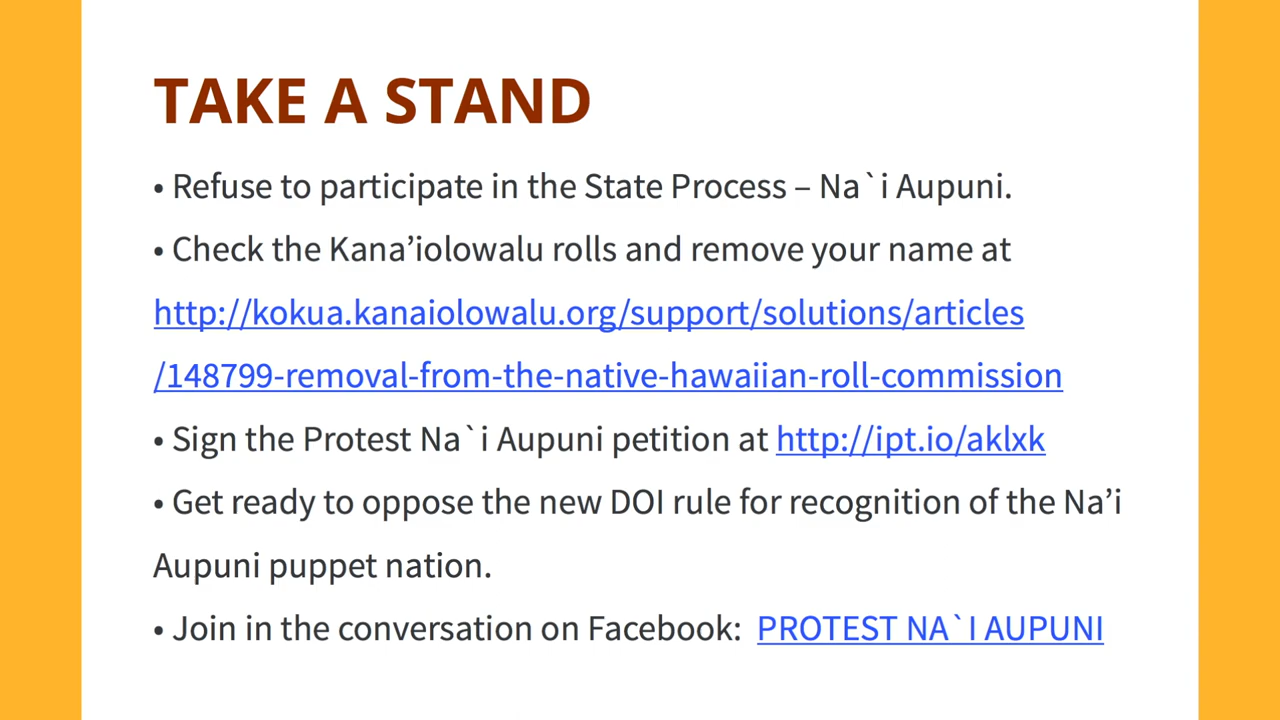 TAKE A STAND
• Refuse to participate in the State Process – Na`i Aupuni.
• Check the Kana’iolowalu rolls and remove your name at
http://kokua.kanaiolowalu.org/support/solutions/articles
/148799-removal-from-the-native-hawaiian-roll-commission
• Sign the Protest Na`i Aupuni petition at http://ipt.io/aklxk
• Get ready to oppose the new DOI rule for recognition of the Na’i
Aupuni puppet nation.
• Join in the conversation on Facebook:  PROTEST NA`I AUPUNI